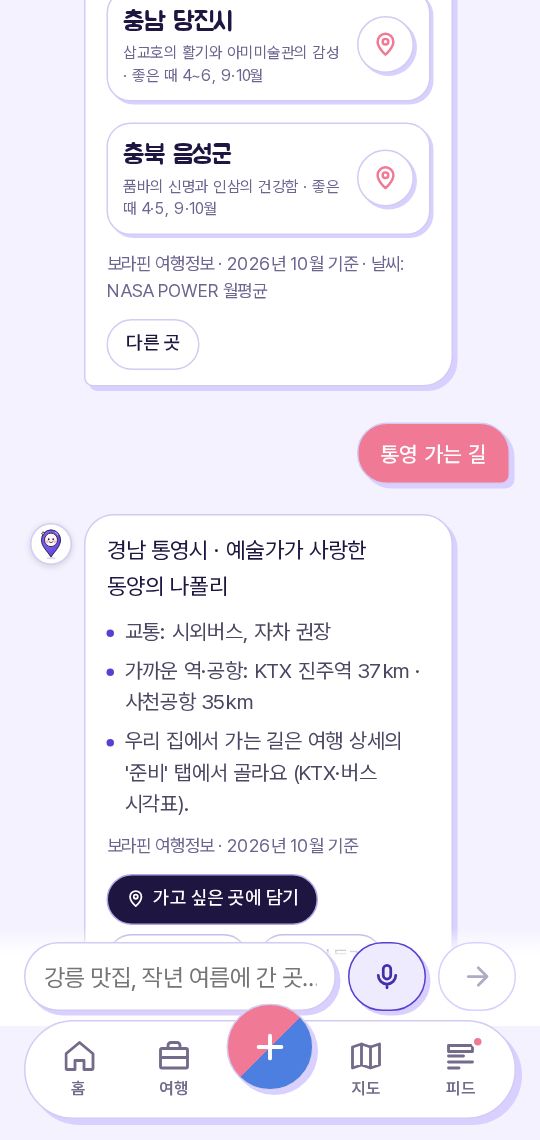 충남 당진시
삽교호의 활기와 아미미술관의 감성
· 좋은 때 4~6, 9·10월
충북 음성군
품바의 신명과 인삼의 건강함 · 좋은
때 4·5, 9·10월
보라핀 여행정보 · 2026년 10월 기준 · 날씨:
NASA POWER 월평균
다른 곳
통영 가는 길
경남 통영시 · 예술가가 사랑한
동양의 나폴리
교통: 시외버스, 자차 권장
가까운 역·공항: KTX 진주역 37km ·
사천공항 35km
우리 집에서 가는 길은 여행 상세의
'준비' 탭에서 골라요 (KTX·버스
시각표).
보라핀 여행정보 · 2026년 10월 기준
가고 싶은 곳에 담기
강릉 맛집, 작년 여름에 간 곳...
홈
여행
지도
피드